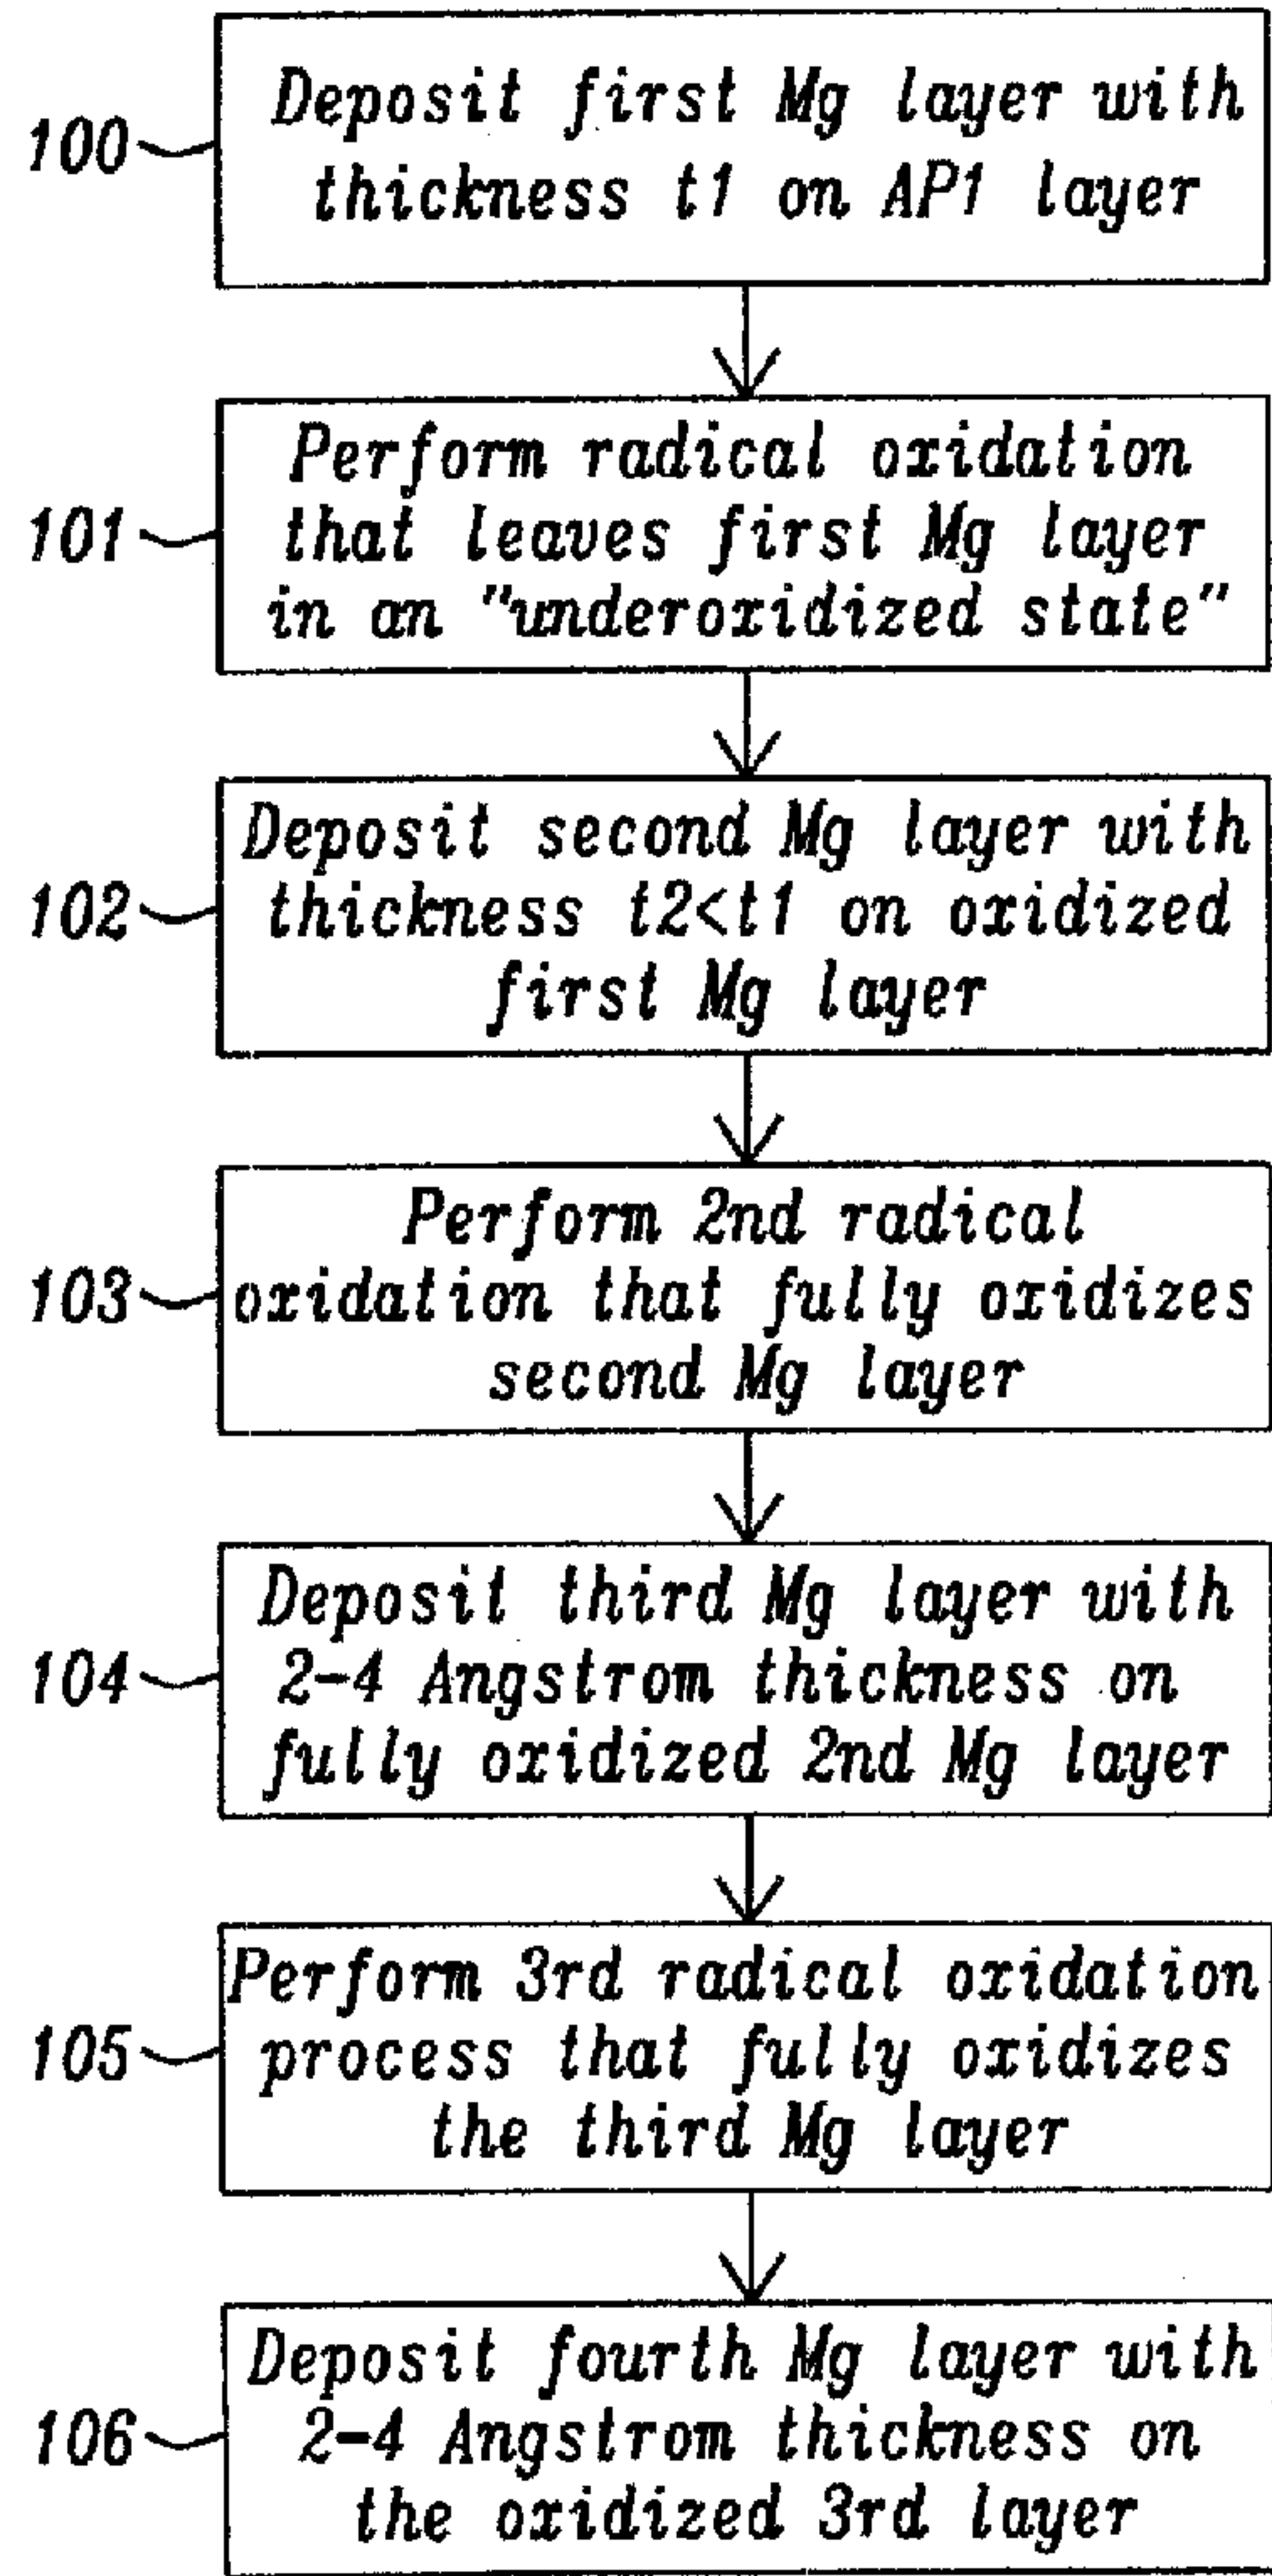 Deposit first Mg layer with
100
thickness t1 on AP1 layer
Perform radical oxidation
101
that leaves first Mg layer
in an "underoxidized state"
Deposit second Mg layer with
102
thickness t2<t1 on oxidized
first Mg layer
Perform 2nd radical
103
oxidation that fully oxidizes
second Mg layer
Deposit third Mg layer with
104
2-4 Angstrom thickness on
fully oxidized 2nd Mg layer
Perform 3rd radical oxidation
105
process that fully oxidizes
the third Mg layer
Deposit fourth Mg layer with
106
2-4 Angstrom thickness on
the oxidized 3rd layer